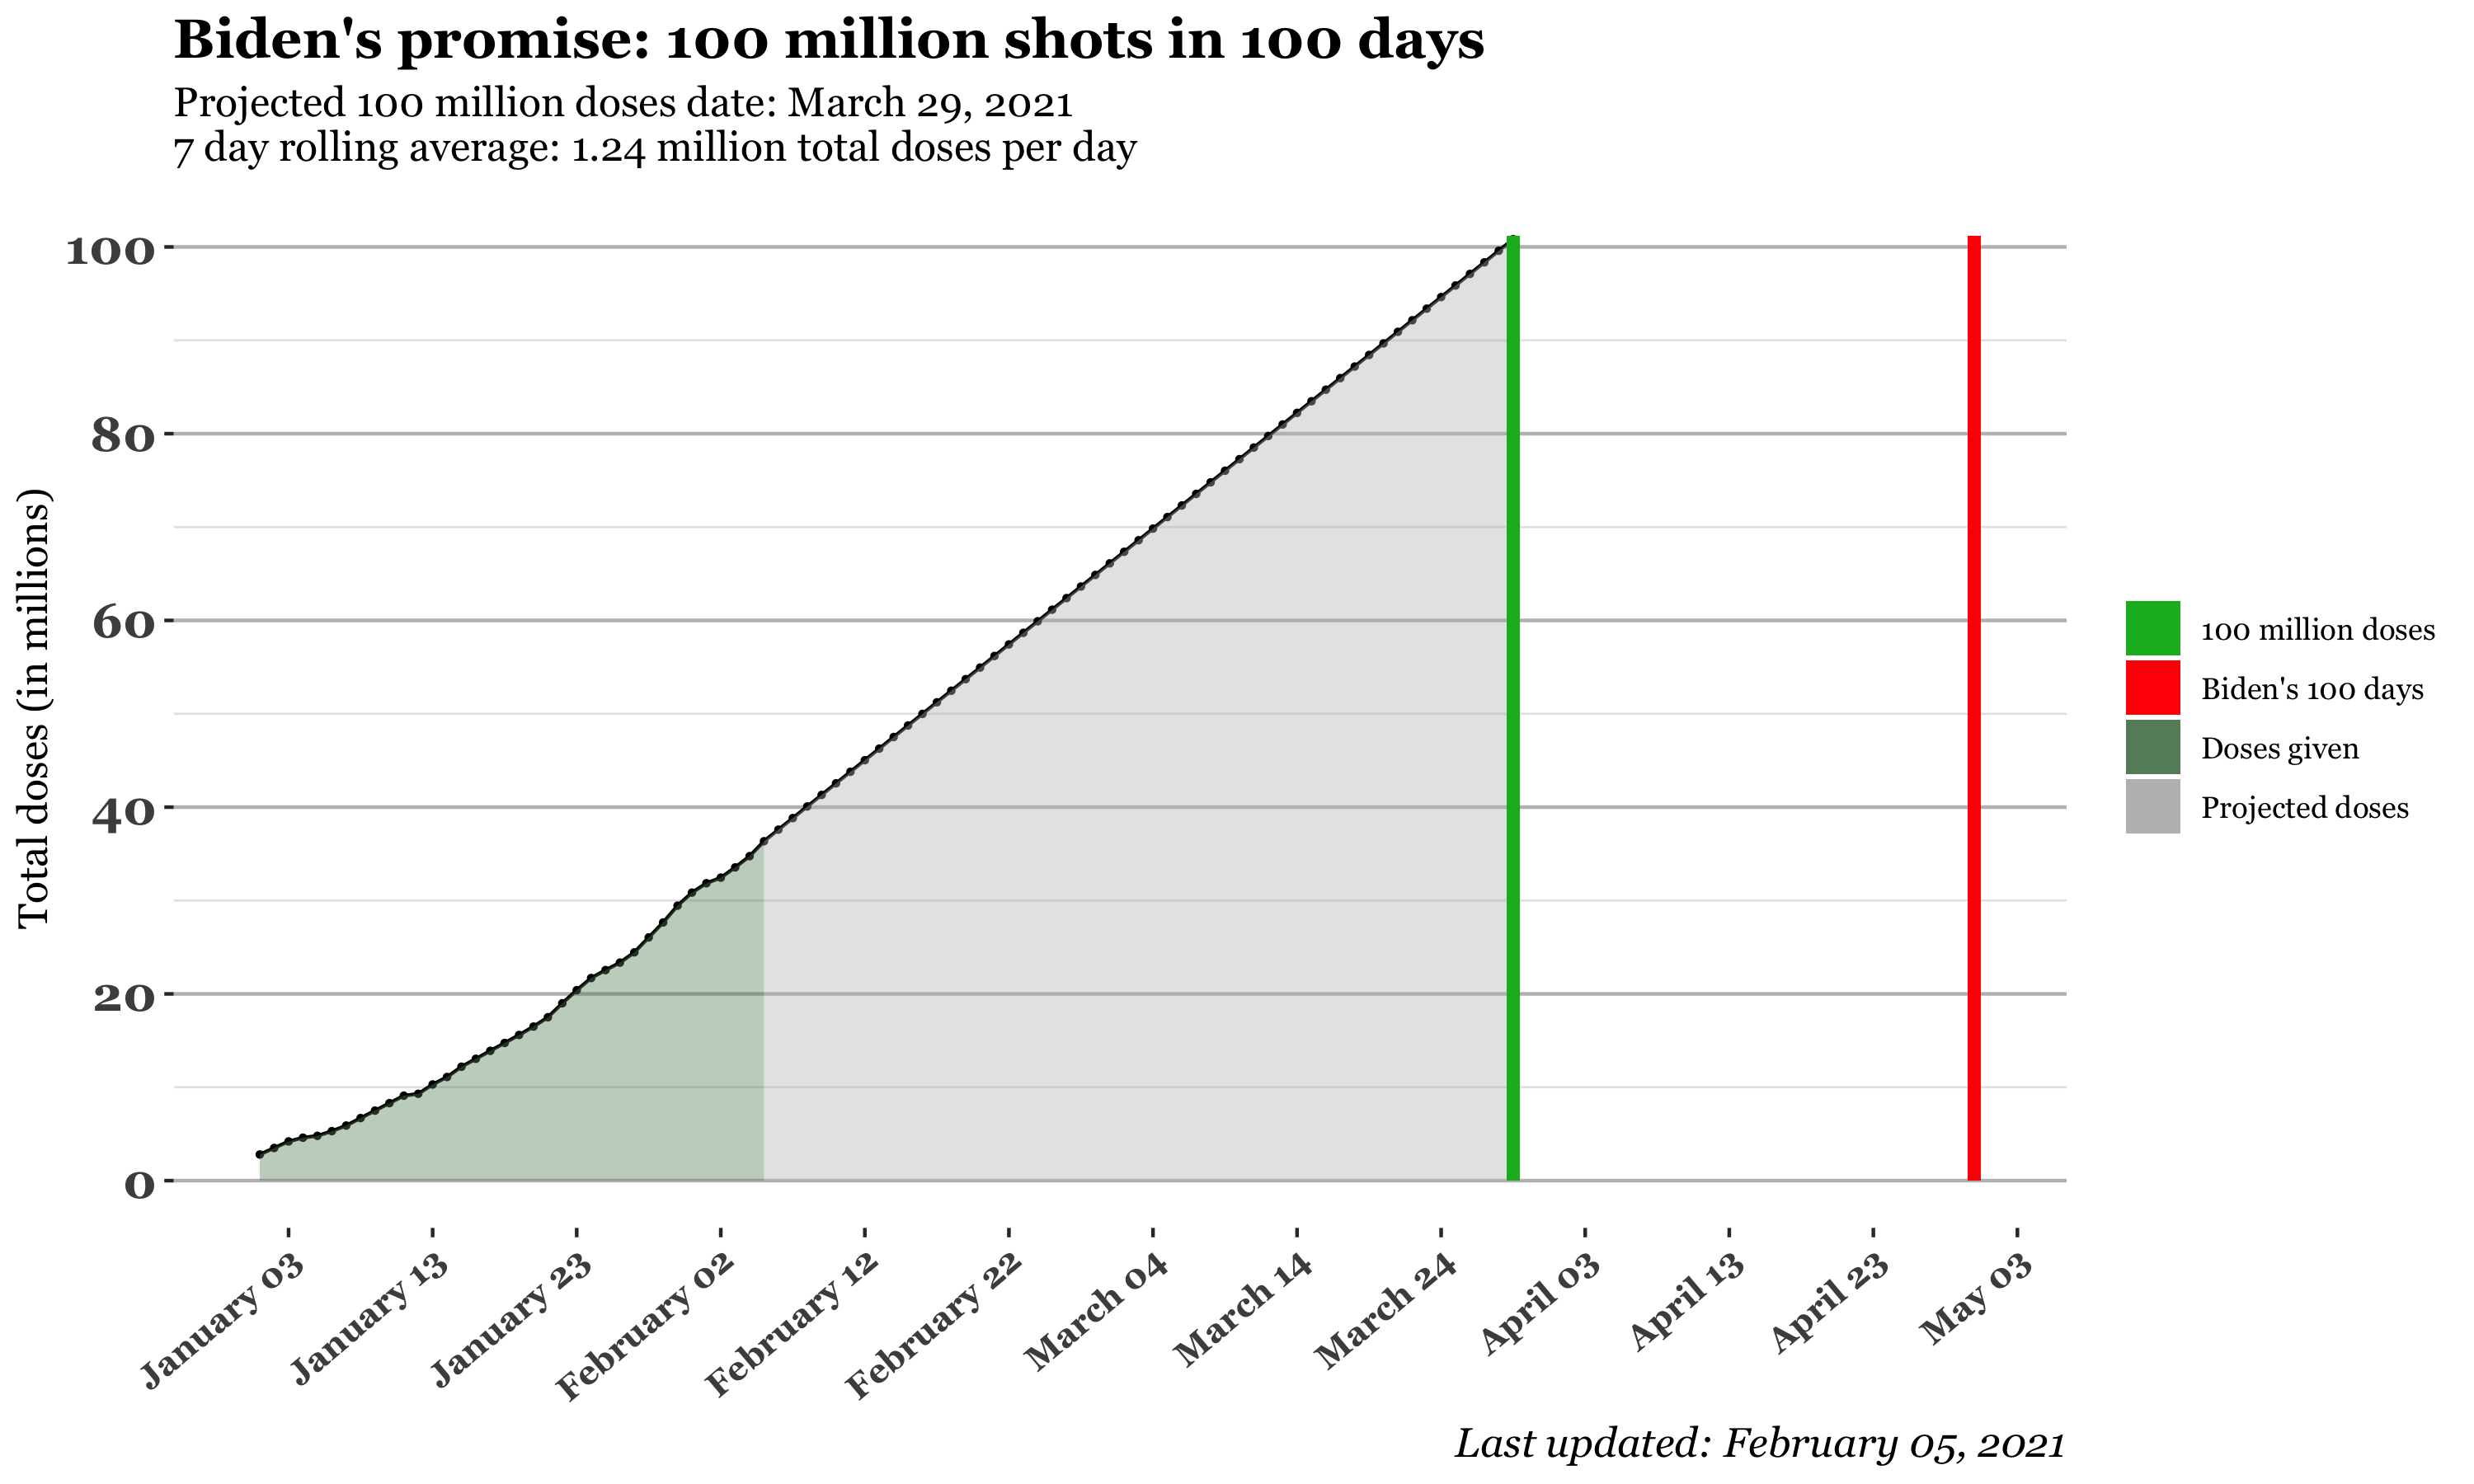 Biden's promise: 100 million shots in 100 days
Projected 100 million doses date: March 29, 2021
7 day rolling average: 1.24 million total doses per day
Total doses (in millions)
100
80
60
40
20
0
January 03
January 13
January 23
February 02
February 12
February 22
March 04
March 14
March 24
April 03
April 13
April 23
May 03
100 million doses
Biden's 100 days
Doses given
Projected doses
Last updated: February 05, 2021